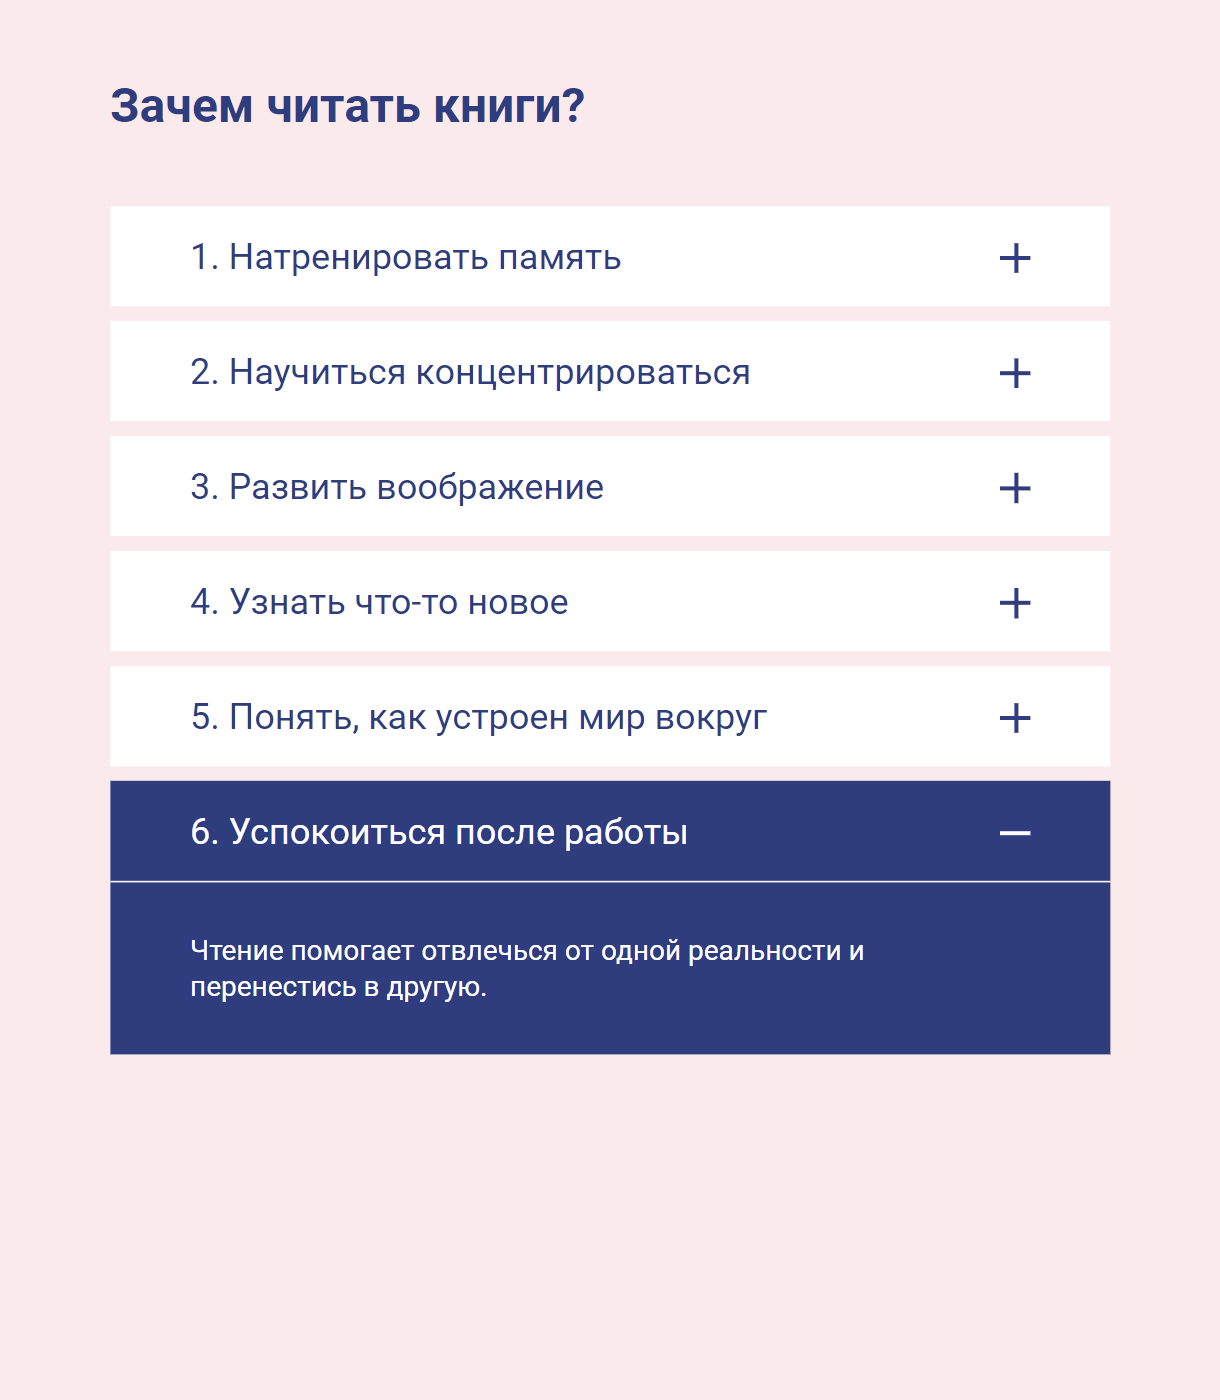 Зачем читать книги?
1. Натренировать память
2. Научиться концентрироваться
3. Развить воображение
4. Узнать что-то новое
5. Понять, как устроен мир вокруг
6. Успокоиться после работы
Чтение помогает отвлечься от одной реальности и
перенестись в другую.